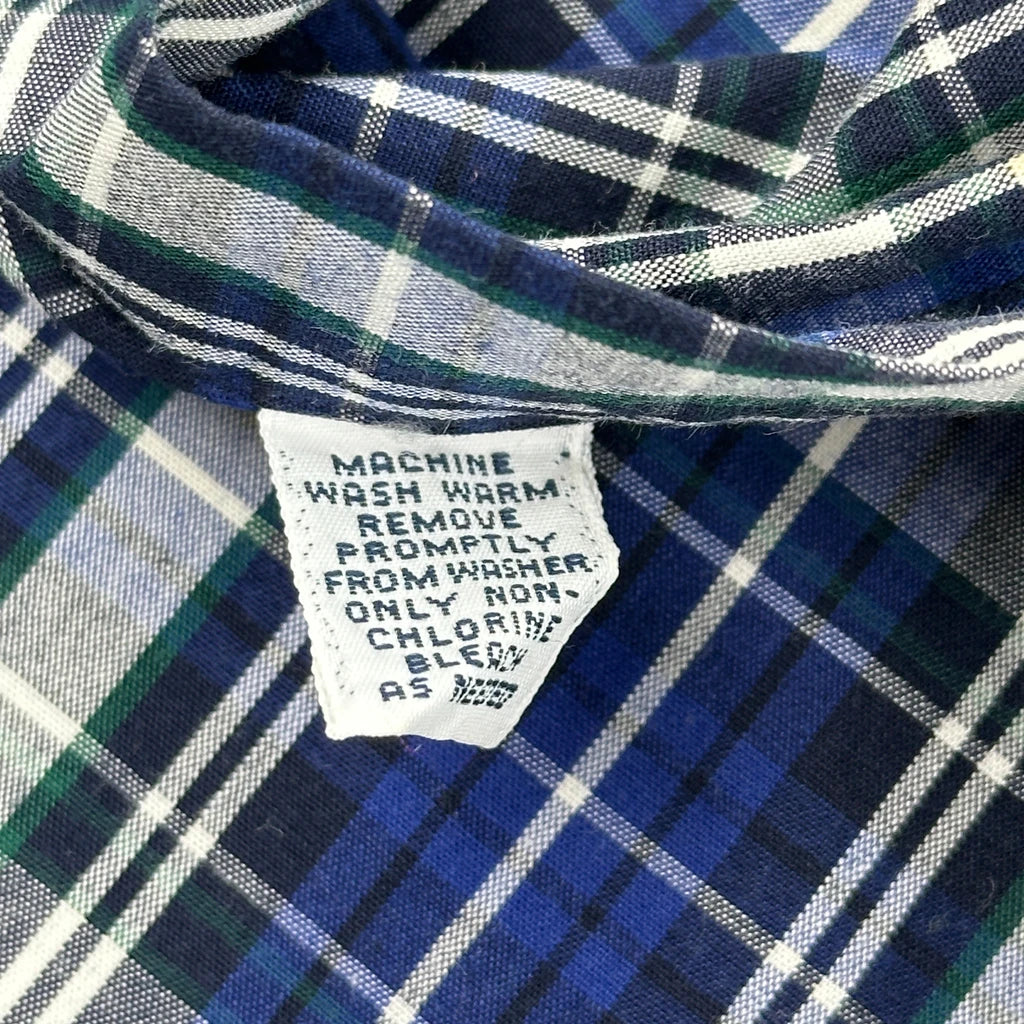 MACHINE
WASH WARM
REMOVE
PROMPTLY
FROM WASHER
ONLY NON-
CHLORINE
BLEACH
AS